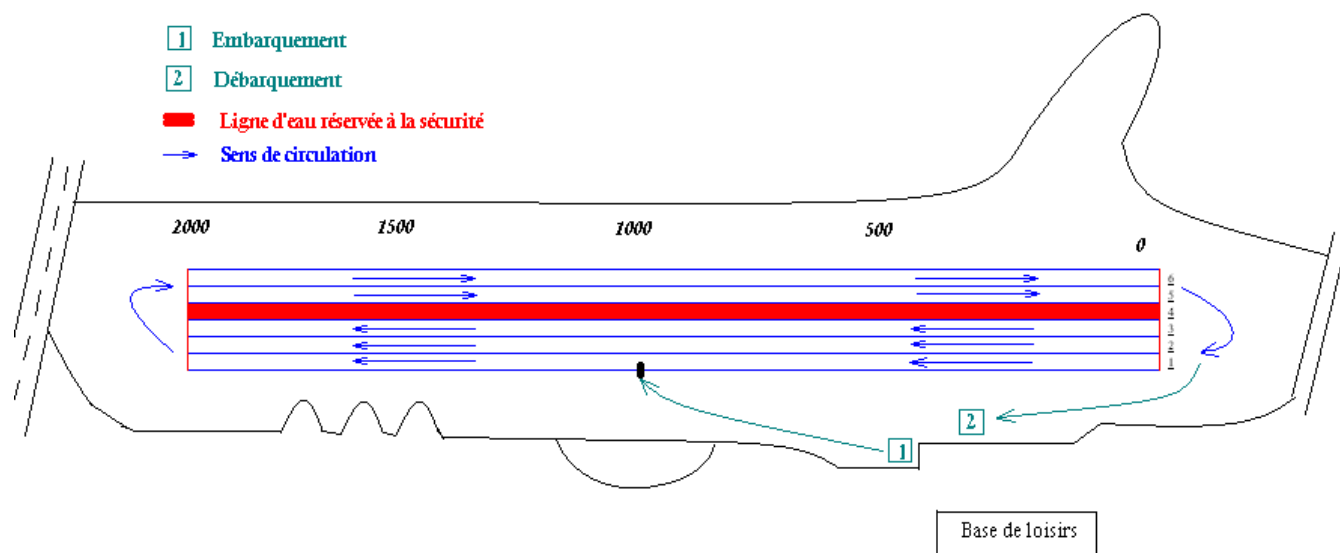 1 Embarquement
2 Débarquement
Ligne d'eau réservée à la sécurité
Sens de circulation
2000 1500 1000 500 0
6
5
4
3
2
1
2
1
Base de loisirs